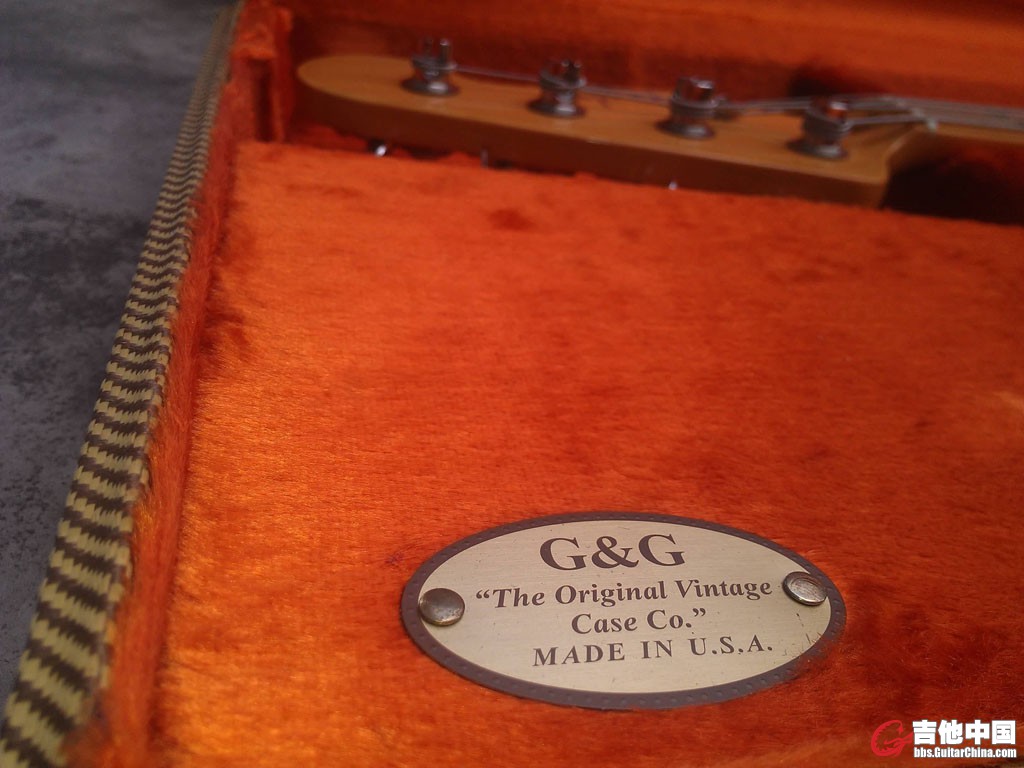 G&G
“The Original Vintage
Case Co.”
MADE IN U.S.A.
吉他中国
bbs.GuitarChina.com